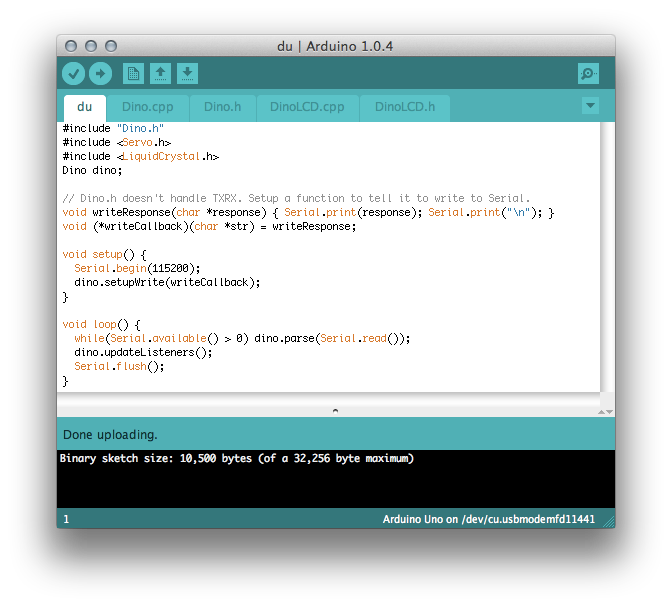 du | Arduino 1.0.4
du
Dino.cpp
Dino.h
DinoLCD.cpp
DinoLCD.h
#include "Dino.h"
#include <Servo.h>
#include <LiquidCrystal.h>
Dino dino;
// Dino.h doesn't handle TXRX. Setup a function to tell it to write to Serial.
void writeResponse(char *response) { Serial.print(response); Serial.print("\n"); }
void (*writeCallback)(char *str) = writeResponse;
void setup() {
  Serial.begin(115200);
  dino.setupWrite(writeCallback);
}
void loop() {
  while(Serial.available() > 0) dino.parse(Serial.read());
  dino.updateListeners();
  Serial.flush();
}
Done uploading.
Binary sketch size: 10,500 bytes (of a 32,256 byte maximum)
1
Arduino Uno on /dev/cu.usbmodemfd11441